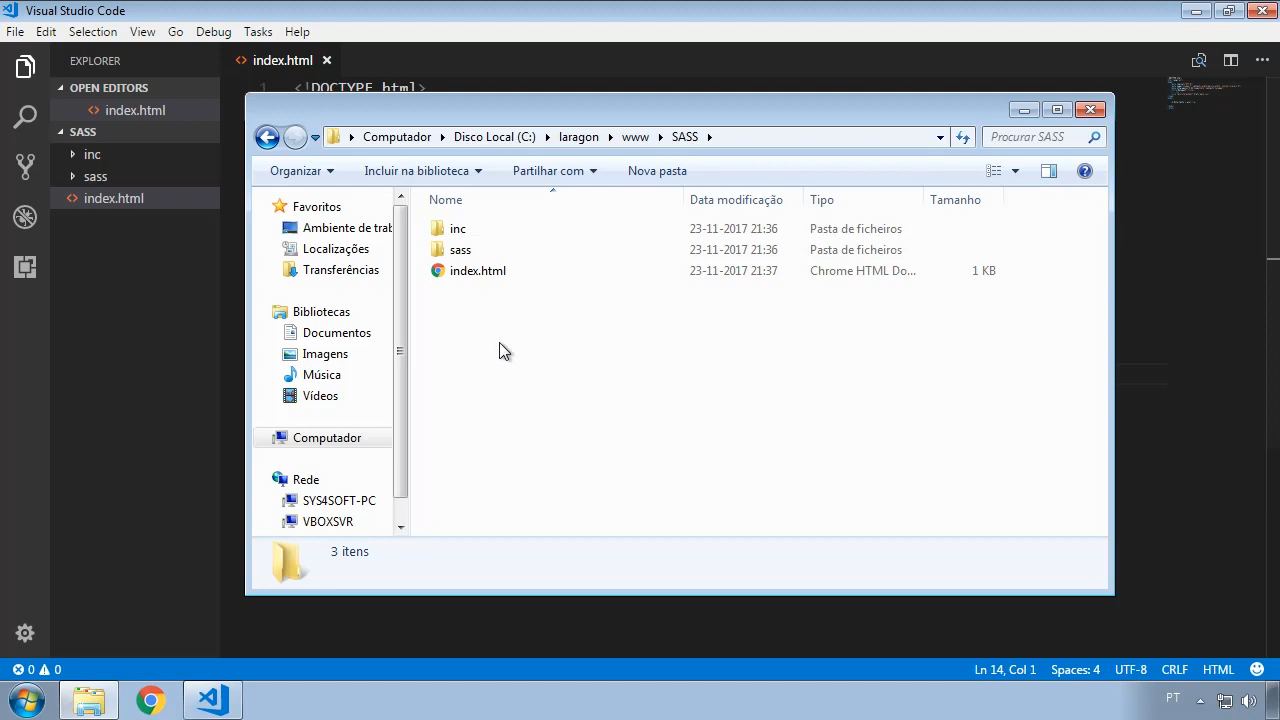 Visual Studio Code
File Edit Selection View Go Debug Tasks Help
EXPLORER
OPEN EDITORS
index.html
SASS
inc
sass
index.html
index.html
1 <!DOCTYPE html>
Computador Disco Local (C:) laragon www SASS
Procurar SASS
Organizar Incluir na biblioteca Partilhar com Nova pasta
Favoritos
Ambiente de trab
Localizações
Transferências
Bibliotecas
Documentos
Imagens
Música
Vídeos
Computador
Rede
SYS4SOFT-PC
VBOXSVR
Nome Data modificação Tipo Tamanho
inc 23-11-2017 21:36 Pasta de ficheiros
sass 23-11-2017 21:36 Pasta de ficheiros
index.html 23-11-2017 21:37 Chrome HTML Do... 1 KB
3 itens
0 0 Ln 14, Col 1 Spaces: 4 UTF-8 CRLF HTML
PT